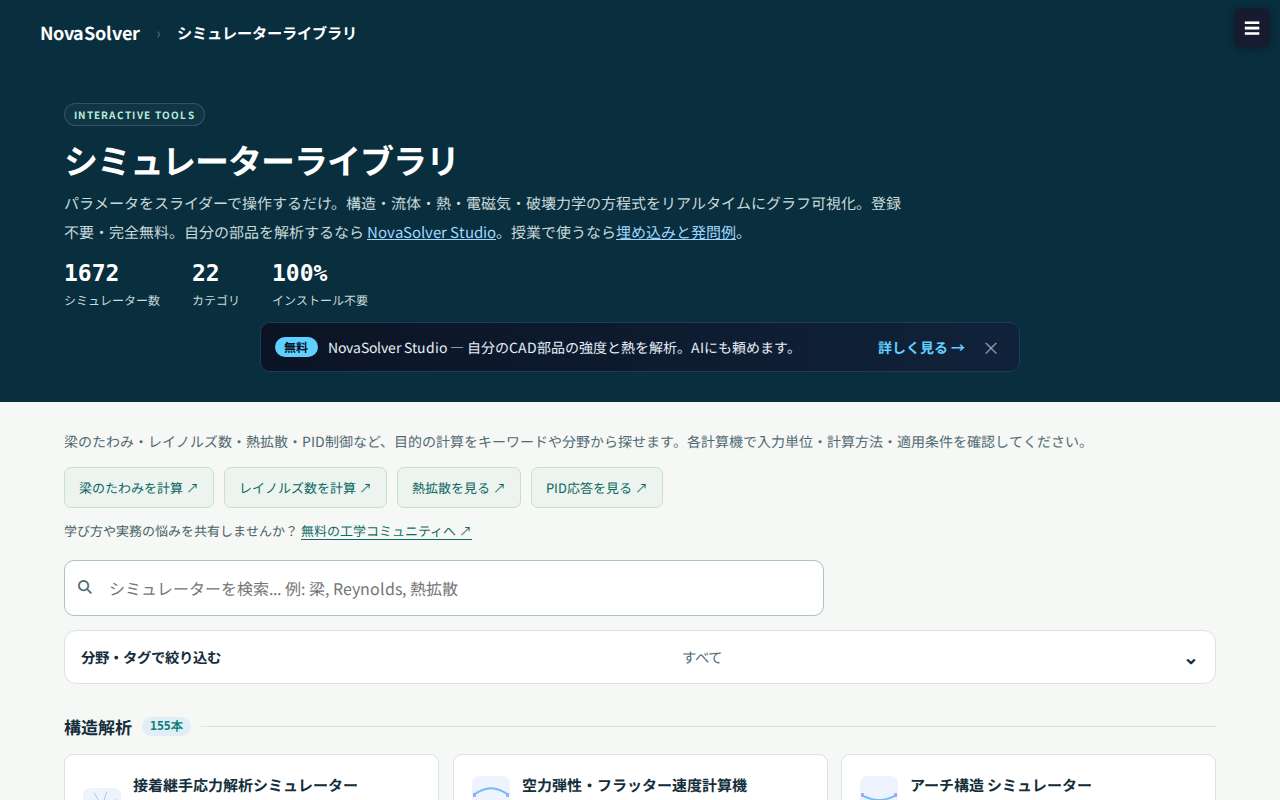 NovaSolver › シミュレーターライブラリ
INTERACTIVE TOOLS
シミュレーターライブラリ
パラメータをスライダーで操作するだけ。構造・流体・熱・電磁気・破壊力学の方程式をリアルタイムにグラフ可視化。登録
不要・完全無料。自分の部品を解析するなら NovaSolver Studio。授業で使うなら埋め込みと発問例。
1672 22 100%
シミュレーター数 カテゴリ インストール不要
無料 NovaSolver Studio — 自分のCAD部品の強度と熱を解析。AIにも頼めます。 詳しく見る →
梁のたわみ・レイノルズ数・熱拡散・PID制御など、目的の計算をキーワードや分野から探せます。各計算機で入力単位・計算方法・適用条件を確認してください。
梁のたわみを計算 ↗ レイノルズ数を計算 ↗ 熱拡散を見る ↗ PID応答を見る ↗
学び方や実務の悩みを共有しませんか？ 無料の工学コミュニティへ ↗
シミュレーターを検索... 例: 梁, Reynolds, 熱拡散
分野・タグで絞り込む すべて
構造解析 155本
接着継手応力解析シミュレーター 空力弾性・フラッター速度計算機 アーチ構造 シミュレーター